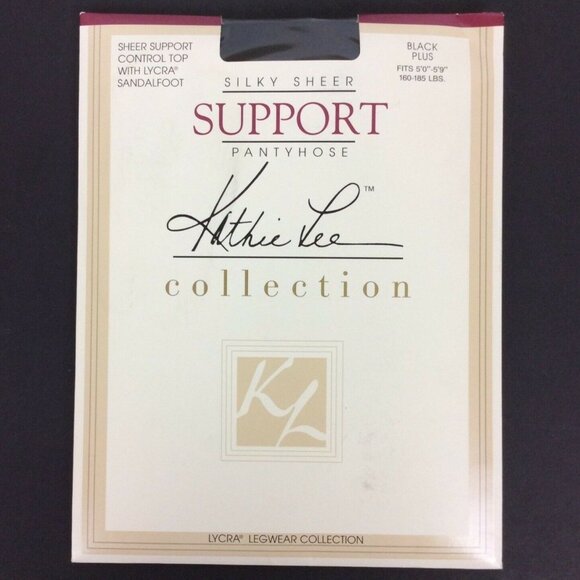 SHEER SUPPORT
CONTROL TOP
WITH LYCRA®
SANDALFOOT
BLACK
PLUS
FITS 5'0"-5'9"
160-185 LBS.
SILKY SHEER
SUPPORT
PANTYHOSE
Kathie Lee™
collection
KL
LYCRA® LEGWEAR COLLECTION